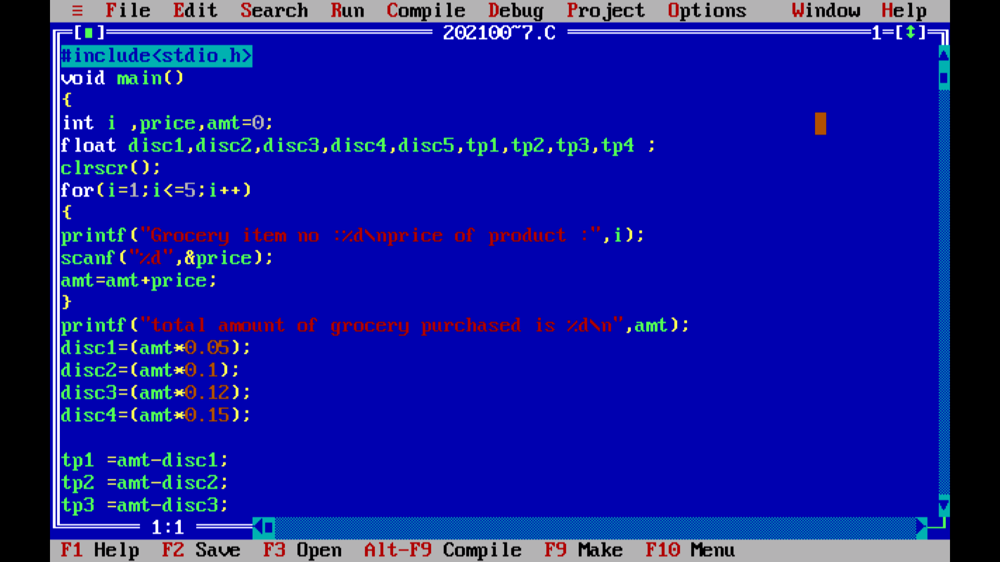 ≡ File Edit Search Run Compile Debug Project Options Window Help
[■] 202100~7.C 1=[↕]
#include<stdio.h>
void main()
{
int i ,price,amt=0;
float disc1,disc2,disc3,disc4,disc5,tp1,tp2,tp3,tp4 ;
clrscr();
for(i=1;i<=5;i++)
{
printf("Grocery item no :%d\nprice of product :",i);
scanf("%d",&price);
amt=amt+price;
}
printf("total amount of grocery purchased is %d\n",amt);
disc1=(amt*0.05);
disc2=(amt*0.1);
disc3=(amt*0.12);
disc4=(amt*0.15);
tp1 =amt-disc1;
tp2 =amt-disc2;
tp3 =amt-disc3;
1:1
F1 Help F2 Save F3 Open Alt-F9 Compile F9 Make F10 Menu